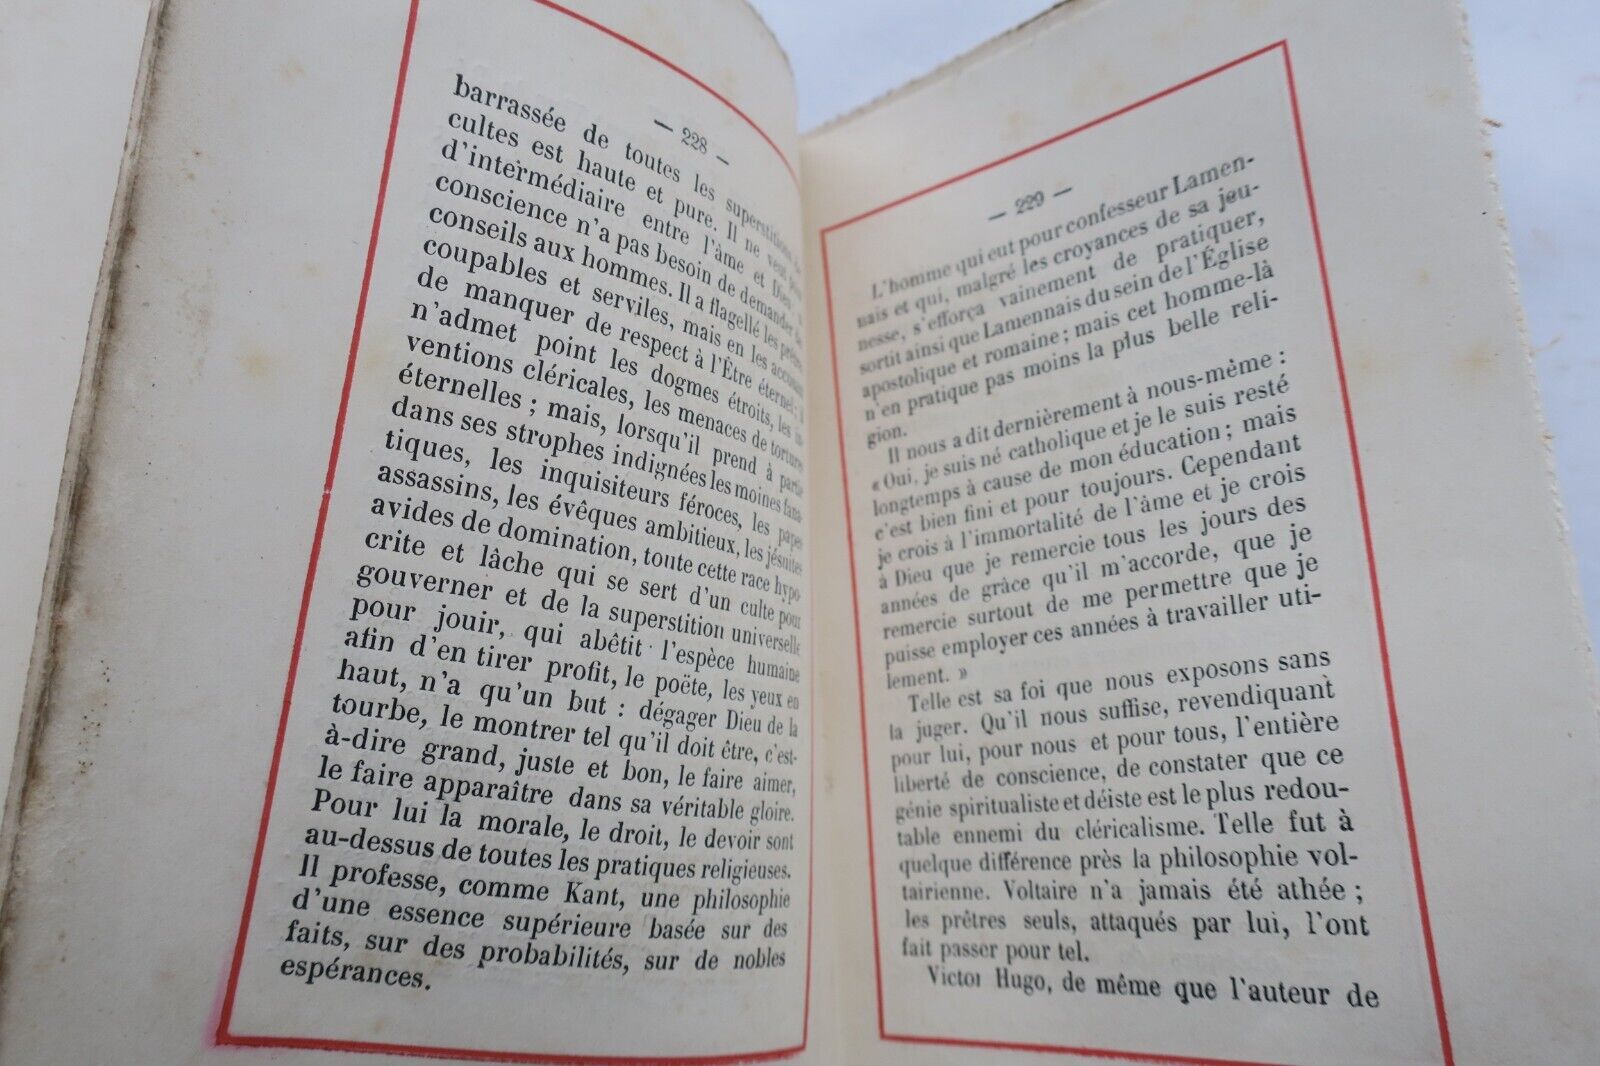 — 228 —
barrassée de toutes les superstitions
cultes est haute et pure. Il ne veut
d'intermédiaire entre l'âme et Dieu
conscience n'a pas besoin de demander
conseils aux hommes. Il a flagellé les prêtres
coupables et serviles, mais en les accusant
de manquer de respect à l'Être éternel; il
n'admet point les dogmes étroits, les in-
ventions cléricales, les menaces de tortures
éternelles; mais, lorsqu'il prend à partie
dans ses strophes indignées les moines fana-
tiques, les inquisiteurs féroces, les papes
assassins, les évêques ambitieux, les jésuites
avides de domination, toute cette race hypo-
crite et lâche qui se sert d'un culte pour
gouverner et de la superstition universelle
pour jouir, qui abêtit l'espèce humaine
afin d'en tirer profit, le poëte, les yeux en
haut, n'a qu'un but : dégager Dieu de la
tourbe, le montrer tel qu'il doit être, c'est-
à-dire grand, juste et bon, le faire aimer,
le faire apparaître dans sa véritable gloire.
Pour lui la morale, le droit, le devoir sont
au-dessus de toutes les pratiques religieuses.
Il professe, comme Kant, une philosophie
d'une essence supérieure basée sur des
faits, sur des probabilités, sur de nobles
espérances.
— 229 —
L'homme qui eut pour confesseur Lamen-
nais et qui, malgré les croyances de sa jeu-
nesse, s'efforça vainement de pratiquer,
sortit ainsi que Lamennais du sein de l'Église
apostolique et romaine; mais cet homme-là
n'en pratique pas moins la plus belle reli-
gion.
Il nous a dit dernièrement à nous-même :
« Oui, je suis né catholique et je le suis resté
longtemps à cause de mon éducation; mais
c'est bien fini et pour toujours. Cependant
je crois à l'immortalité de l'âme et je crois
à Dieu que je remercie tous les jours des
années de grâce qu'il m'accorde, que je
remercie surtout de me permettre que je
puisse employer ces années à travailler uti-
lement. »
Telle est sa foi que nous exposons sans
la juger. Qu'il nous suffise, revendiquant
pour lui, pour nous et pour tous, l'entière
liberté de conscience, de constater que ce
génie spiritualiste et déiste est le plus redou-
table ennemi du cléricalisme. Telle fut à
quelque différence près la philosophie vol-
tairienne. Voltaire n'a jamais été athée;
les prêtres seuls, attaqués par lui, l'ont
fait passer pour tel.
Victor Hugo, de même que l'auteur de